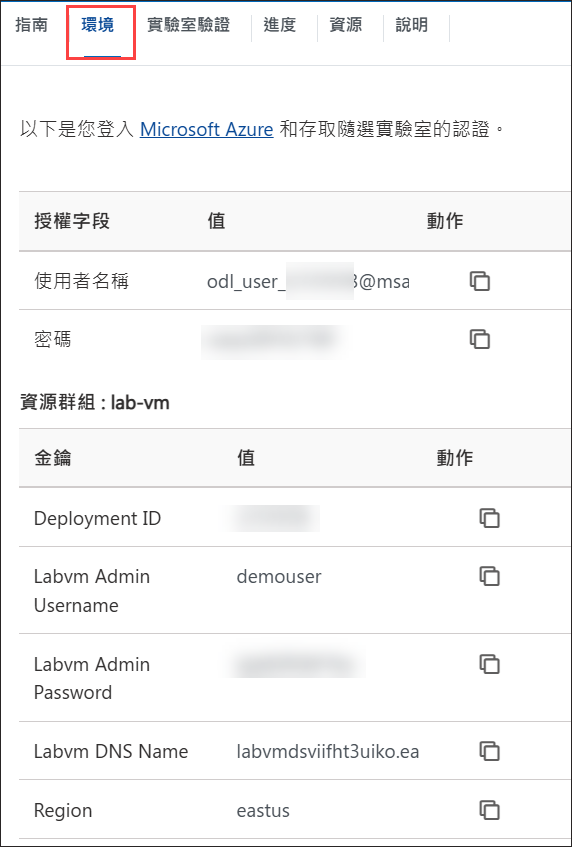 指南 環境 實驗室驗證 進度 資源 說明
以下是您登入 Microsoft Azure 和存取隨選實驗室的認證。
授權字段 值 動作
使用者名稱 odl_user_ 3@msa
密碼
資源群組 : lab-vm
金鑰 值 動作
Deployment ID
Labvm Admin demouser
Username
Labvm Admin
Password
Labvm DNS Name labvmdsviifht3uiko.ea
Region eastus